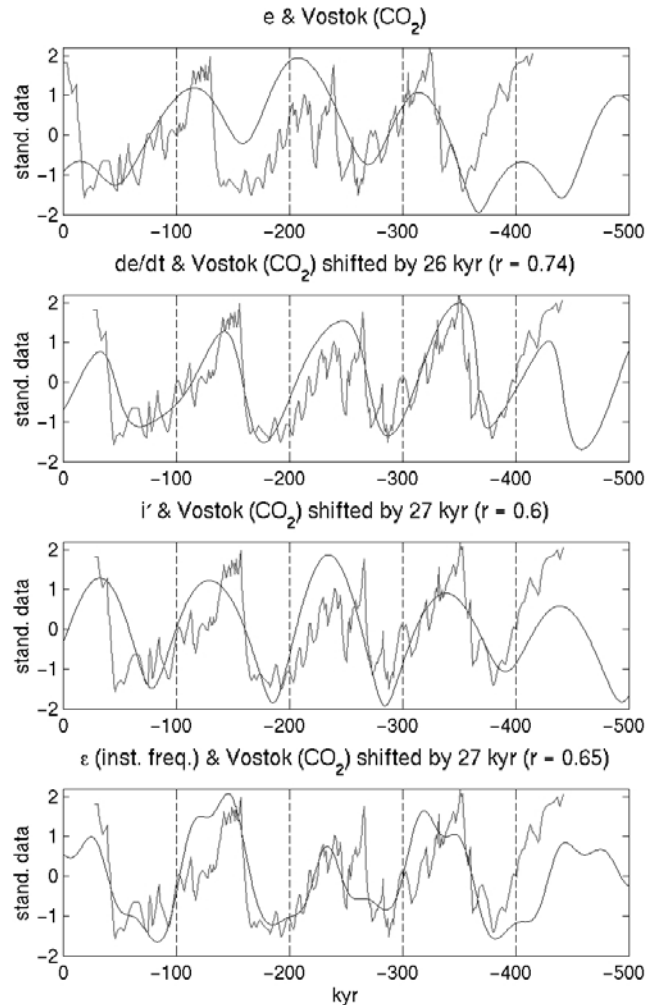 e & Vostok (CO₂)
stand. data
2
1
0
-1
-2
0 -100 -200 -300 -400 -500
de/dt & Vostok (CO₂) shifted by 26 kyr (r = 0.74)
stand. data
2
1
0
-1
-2
0 -100 -200 -300 -400 -500
i′ & Vostok (CO₂) shifted by 27 kyr (r = 0.6)
stand. data
2
1
0
-1
-2
0 -100 -200 -300 -400 -500
ε (inst. freq.) & Vostok (CO₂) shifted by 27 kyr (r = 0.65)
stand. data
2
1
0
-1
-2
0 -100 -200 -300 -400 -500
kyr